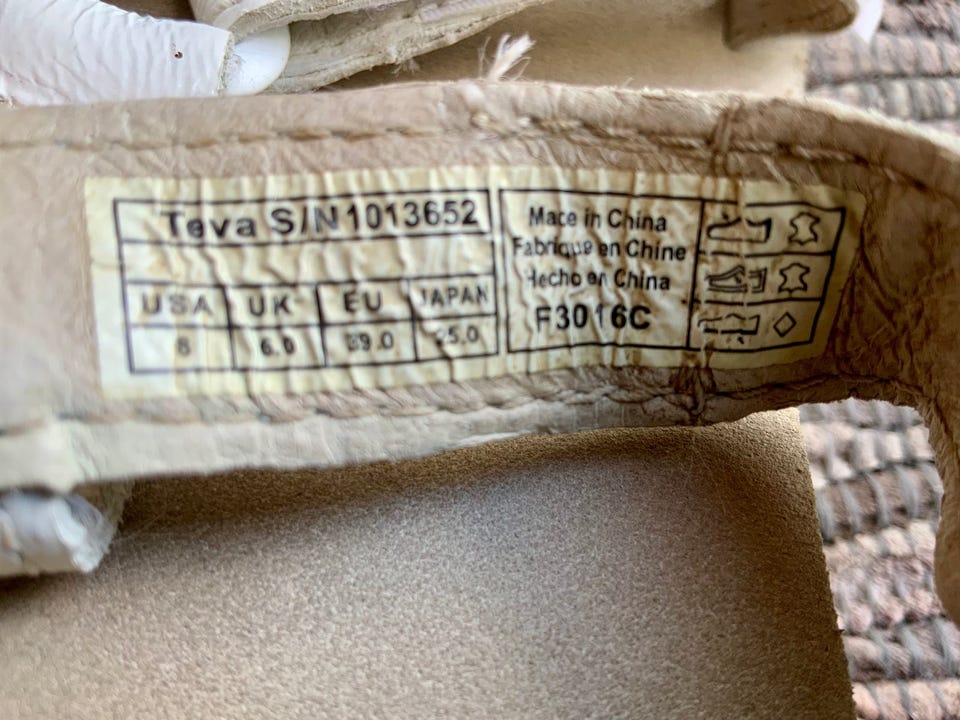 Teva S/N 1013652
USA UK EU JAPAN
8 6.0 39.0 25.0
Made in China
Fabriqué en Chine
Hecho en China
F3016C